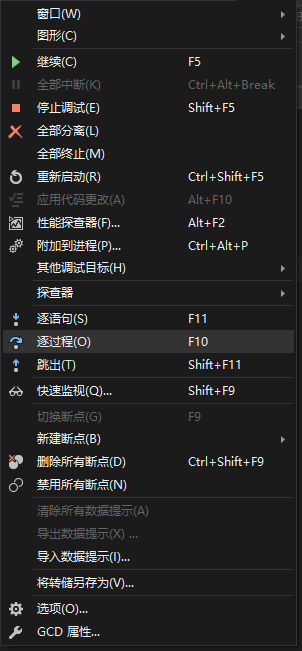 窗口(W)
图形(C)
继续(C) F5
全部中断(K) Ctrl+Alt+Break
停止调试(E) Shift+F5
全部分离(L)
全部终止(M)
重新启动(R) Ctrl+Shift+F5
应用代码更改(A) Alt+F10
性能探查器(F)... Alt+F2
附加到进程(P)... Ctrl+Alt+P
其他调试目标(H)
探查器
逐语句(S) F11
逐过程(O) F10
跳出(T) Shift+F11
快速监视(Q)... Shift+F9
切换断点(G) F9
新建断点(B)
删除所有断点(D) Ctrl+Shift+F9
禁用所有断点(N)
清除所有数据提示(A)
导出数据提示(X) ...
导入数据提示(I)...
将转储另存为(V)...
选项(O)...
GCD 属性...